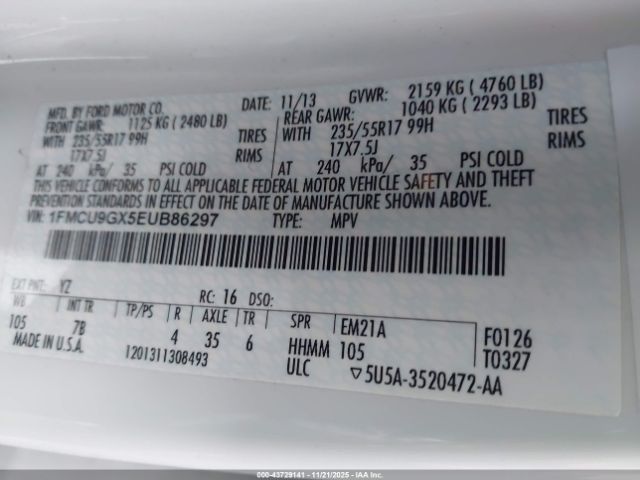 MFD. BY FORD MOTOR CO. DATE: 11/13 GVWR: 2159 KG ( 4760 LB)
FRONT GAWR: 1125 KG ( 2480 LB) REAR GAWR: 1040 KG ( 2293 LB)
WITH 235/55R17 99H TIRES WITH 235/55R17 99H TIRES
17X7.5J RIMS 17X7.5J RIMS
AT 240 kPa/ 35 PSI COLD AT 240 kPa/ 35 PSI COLD
THIS VEHICLE CONFORMS TO ALL APPLICABLE FEDERAL MOTOR VEHICLE SAFETY AND THEFT
PREVENTION STANDARDS IN EFFECT ON THE DATE OF MANUFACTURE SHOWN ABOVE.
VIN: 1FMCU9GX5EUB86297 TYPE: MPV
EXT PNT: YZ RC: 16 DSO:
WB INT TR TP/PS R AXLE TR SPR EM21A F0126
105 7B 4 35 6 HHMM 105 T0327
MADE IN U.S.A. 1201311308493 ULC ▽5U5A-3520472-AA
000-43729141 - 11/21/2025 - IAA Inc.